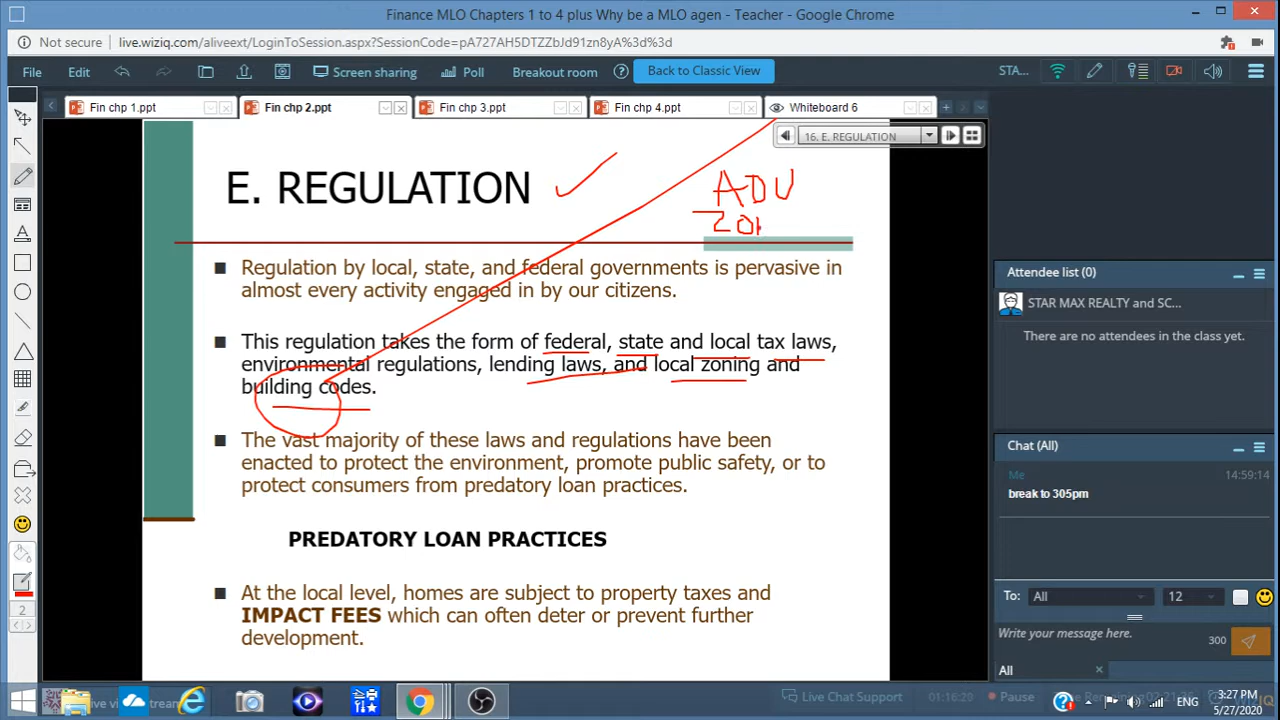 Finance MLO Chapters 1 to 4 plus Why be a MLO agen - Teacher - Google Chrome
Not secure | live.wiziq.com/aliveext/LoginToSession.aspx?SessionCode=pA727AH5DTZZbJd91zn8yA%3d%3d
File Edit Screen sharing Poll Breakout room ? Back to Classic View STA...
Fin chp 1.ppt Fin chp 2.ppt Fin chp 3.ppt Fin chp 4.ppt Whiteboard 6
16. E. REGULATION
E. REGULATION
ADU
201
Regulation by local, state, and federal governments is pervasive in
almost every activity engaged in by our citizens.
This regulation takes the form of federal, state and local tax laws,
environmental regulations, lending laws, and local zoning and
building codes.
The vast majority of these laws and regulations have been
enacted to protect the environment, promote public safety, or to
protect consumers from predatory loan practices.
PREDATORY LOAN PRACTICES
At the local level, homes are subject to property taxes and
IMPACT FEES which can often deter or prevent further
development.
2
Attendee list (0)
STAR MAX REALTY and SC...
There are no attendees in the class yet.
Chat (All)
Me 14:59:14
break to 305pm
To: All 12
Write your message here. 300
All
Live Chat Support 01:16:20 Pause
ENG
3:27 PM
5/27/2020